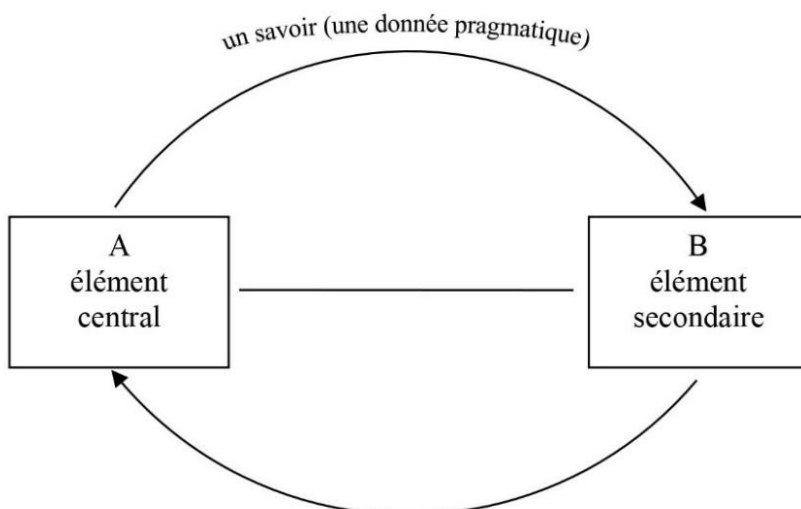 un savoir (une donnée pragmatique)
A
élément
central
B
élément
secondaire